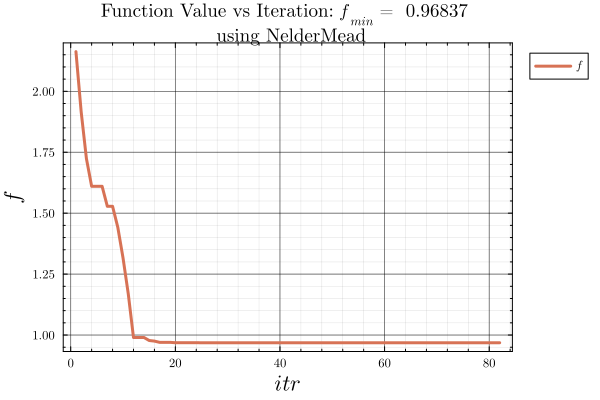 Function Value vs Iteration: f_min = 0.96837
using NelderMead
f
2.00
1.75
1.50
1.25
1.00
f
0
20
40
60
80
itr